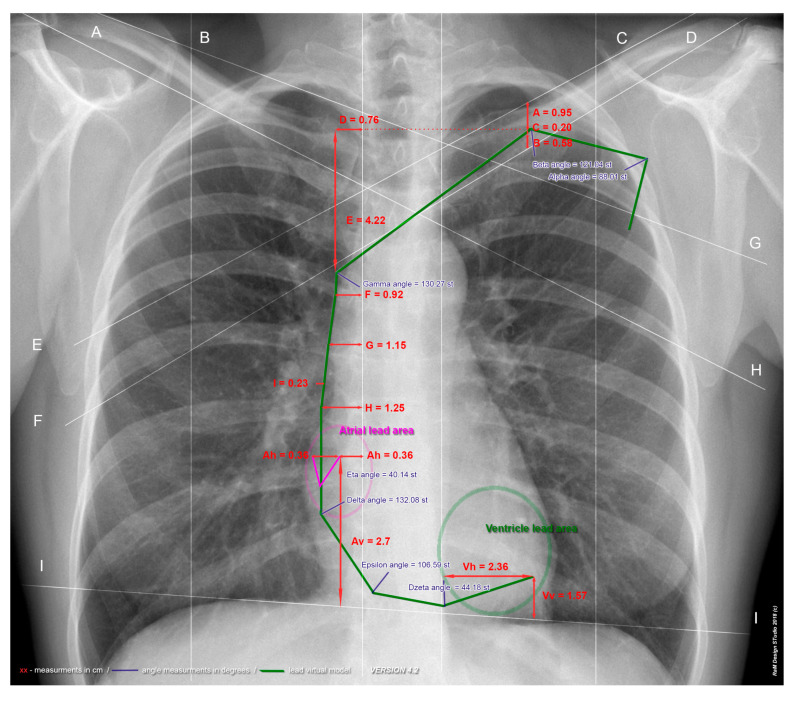 A
B
C
D
A = 0.95
D = 0.76
C = 0.20
B = 0.58
Beta angle = 121.04 st
Alpha angle = 88.01 st
E = 4.22
G
Gamma angle = 130.27 st
F = 0.92
E
G = 1.15
H
I = 0.23
H = 1.25
F
Atrial lead area
Ah = 0.36
Eta angle = 40.14 st
Delta angle = 132.08 st
Ventricle lead area
Av = 2.7
Epsilon angle = 106.59 st
Vh = 2.36
I
Dzeta angle = 44.18 st
Vv = 1.57
I
xx - measurments in cm / angle measurments in degrees / lead virtual model VERSION 4.2
RaM Design STudio 2018 (c)